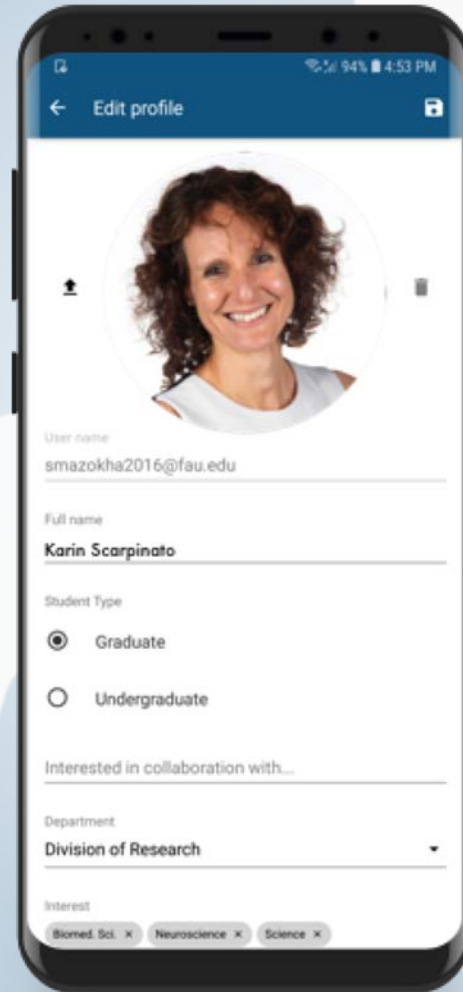 94% 4:53 PM
Edit profile
User name
smazokha2016@fau.edu
Full name
Karin Scarpinato
Student Type
Graduate
Undergraduate
Interested in collaboration with...
Department
Division of Research
Interest
Biomed. Sci. × Neuroscience × Science ×